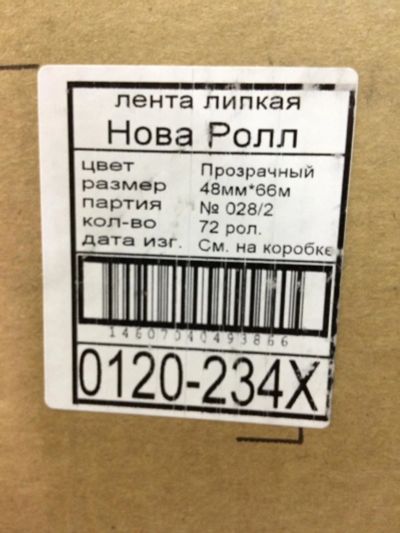 лента липкая
Нова Ролл
цвет Прозрачный
размер 48мм*66м
партия № 028/2
кол-во 72 рол.
дата изг. См. на коробке
14607040493866
0120-234X